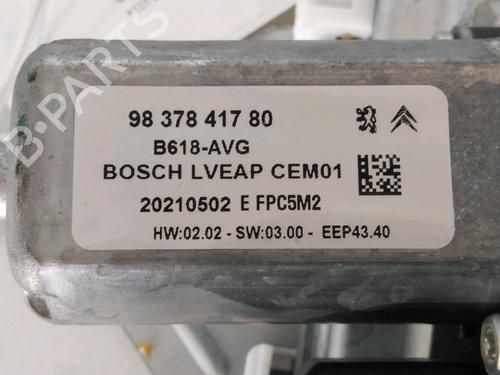 B-PARTS
98 378 417 80
B618-AVG
BOSCH LVEAP CEM01
20210502 E FPC5M2
HW:02.02 - SW:03.00 - EEP43.40